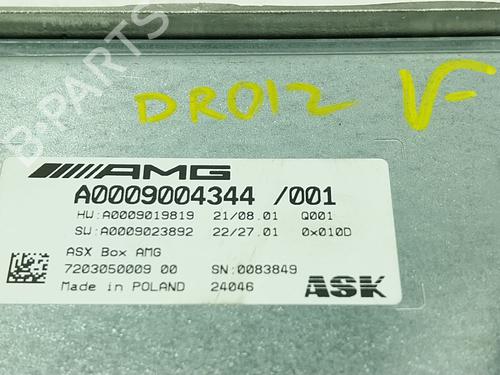 B-PARTS
DR012 V-
AMG
A0009004344 /001
HW:A0009019819 21/08.01 Q001
SW:A0009023892 22/27.01 0x010D
ASX Box AMG
7203050009 00 SN:0083849
Made in POLAND 24046 ASK